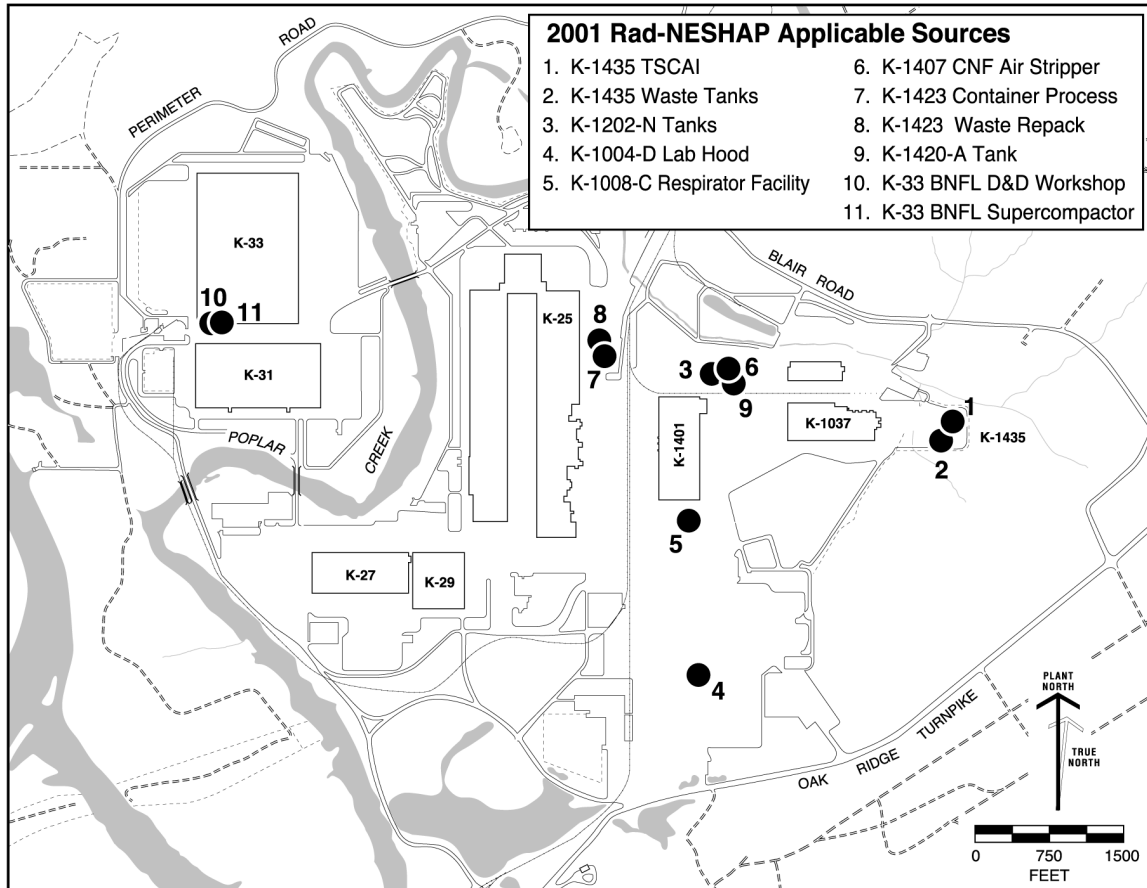 2001 Rad-NESHAP Applicable Sources
1. K-1435 TSCAI
2. K-1435 Waste Tanks
3. K-1202-N Tanks
4. K-1004-D Lab Hood
5. K-1008-C Respirator Facility
6. K-1407 CNF Air Stripper
7. K-1423 Container Process
8. K-1423 Waste Repack
9. K-1420-A Tank
10. K-33 BNFL D&D Workshop
11. K-33 BNFL Supercompactor
PERIMETER ROAD
K-33
10
11
K-31
POPLAR
CREEK
K-25
8
7
BLAIR ROAD
3
6
9
K-1401
K-1037
1
K-1435
2
5
K-27
K-29
4
OAK RIDGE TURNPIKE
PLANT
NORTH
TRUE
NORTH
0 750 1500
FEET